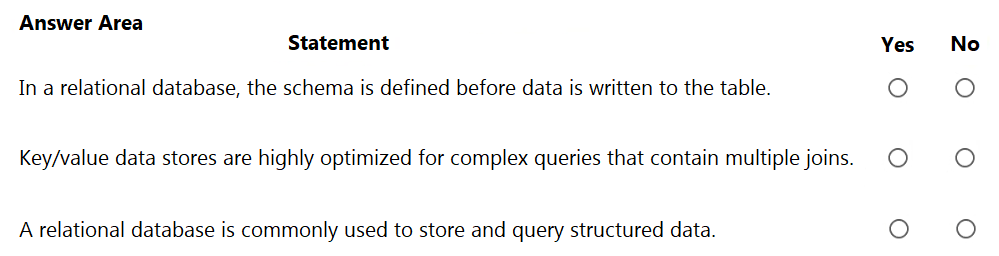 Answer Area
Statement Yes No
In a relational database, the schema is defined before data is written to the table.
Key/value data stores are highly optimized for complex queries that contain multiple joins.
A relational database is commonly used to store and query structured data.